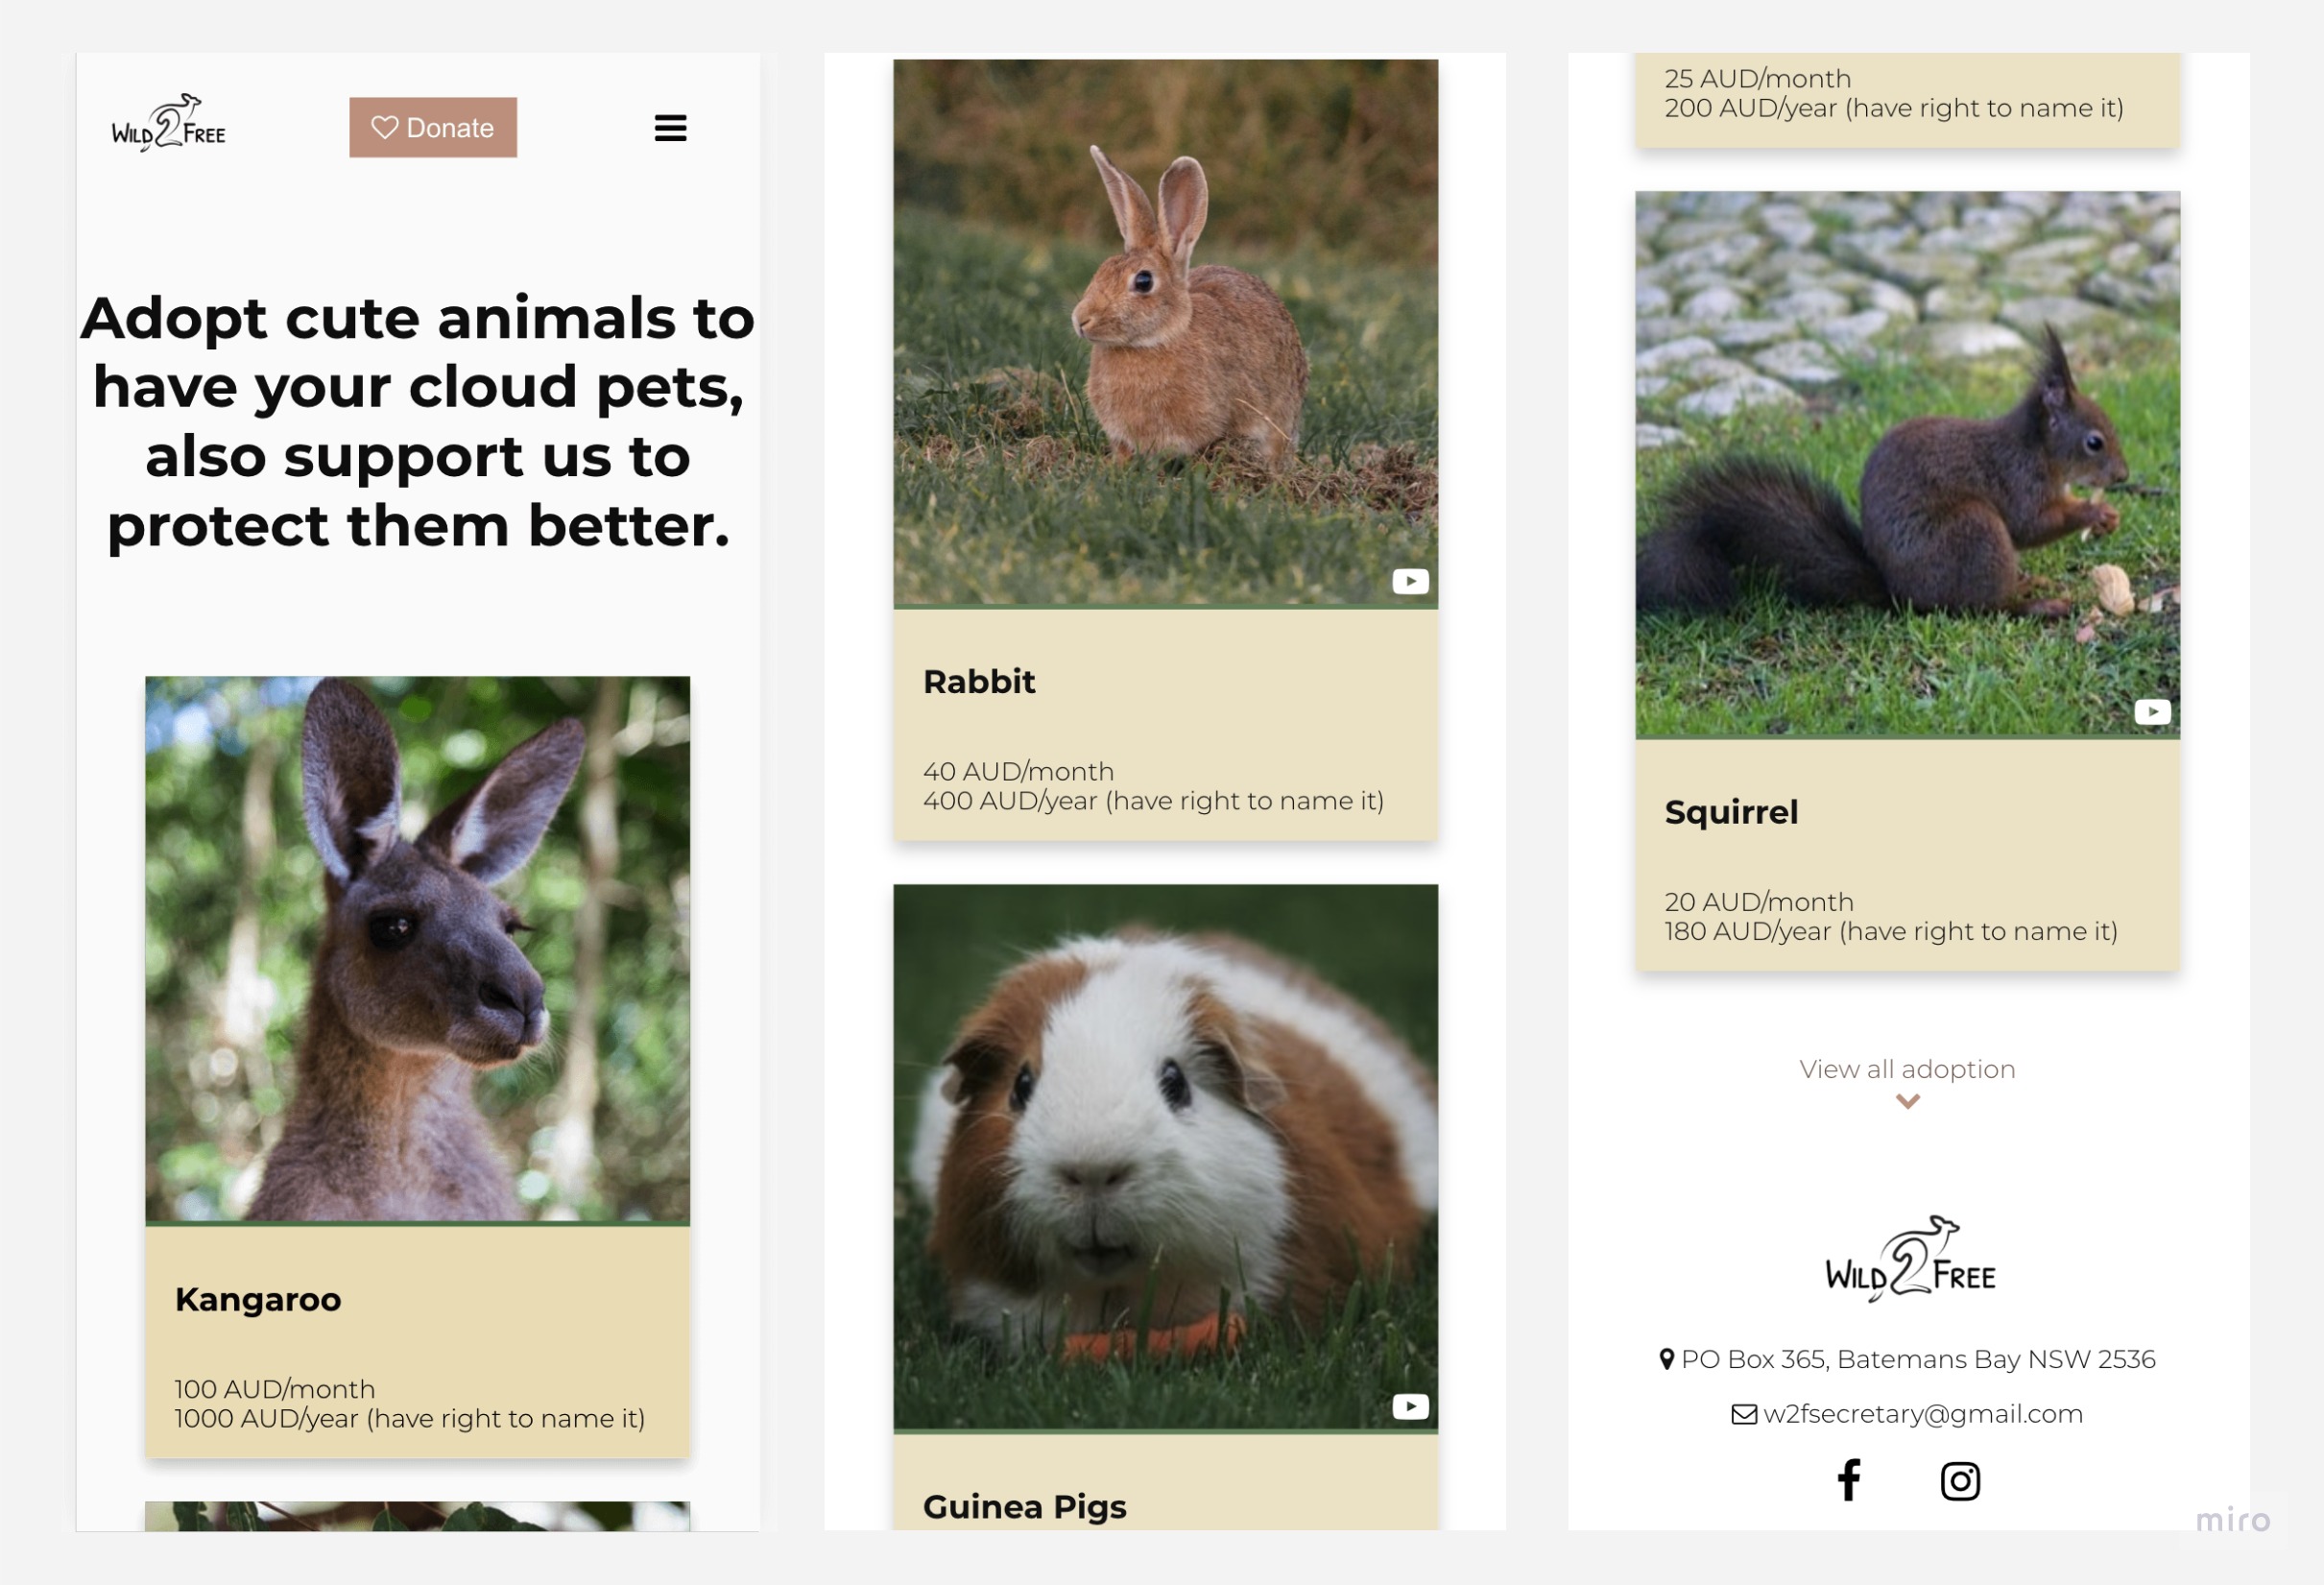 WILD 2 FREE
Donate
Adopt cute animals to
have your cloud pets,
also support us to
protect them better.
Kangaroo
100 AUD/month
1000 AUD/year (have right to name it)
Rabbit
40 AUD/month
400 AUD/year (have right to name it)
Guinea Pigs
25 AUD/month
200 AUD/year (have right to name it)
Squirrel
20 AUD/month
180 AUD/year (have right to name it)
View all adoption
WILD 2 FREE
PO Box 365, Batemans Bay NSW 2536
w2fsecretary@gmail.com
miro